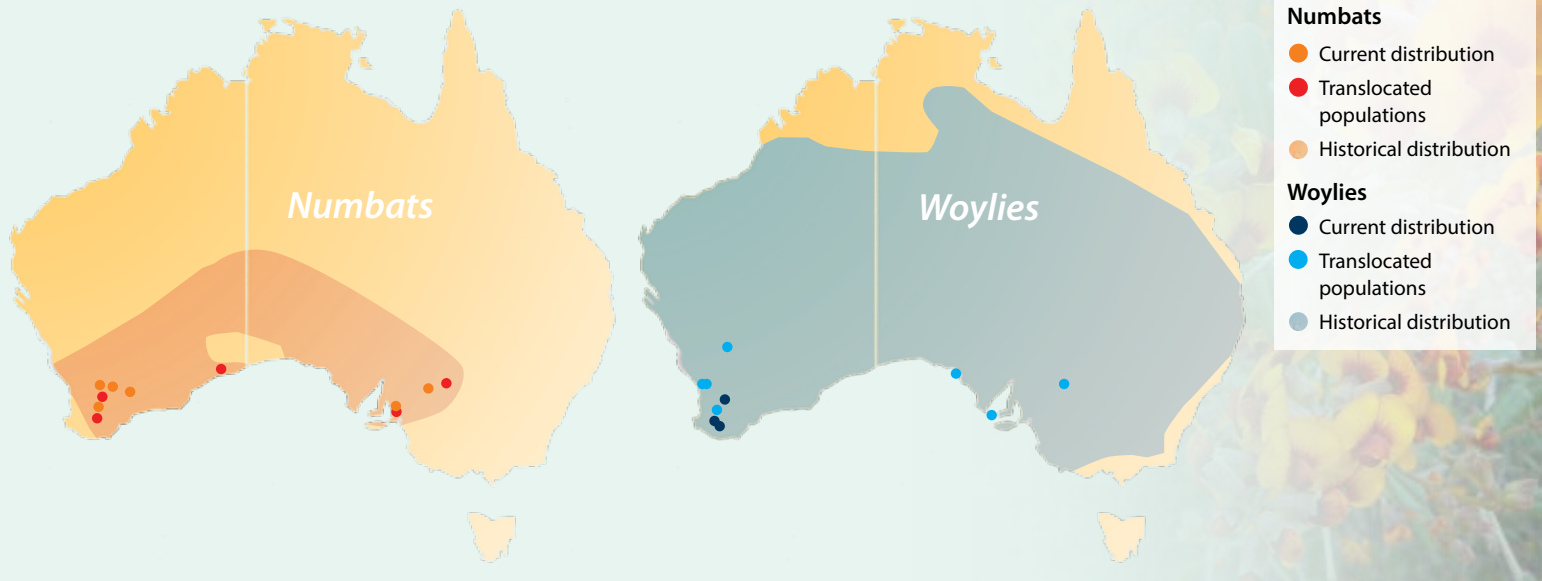 Numbats
Woylies
Numbats
Current distribution
Translocated
populations
Historical distribution
Woylies
Current distribution
Translocated
populations
Historical distribution